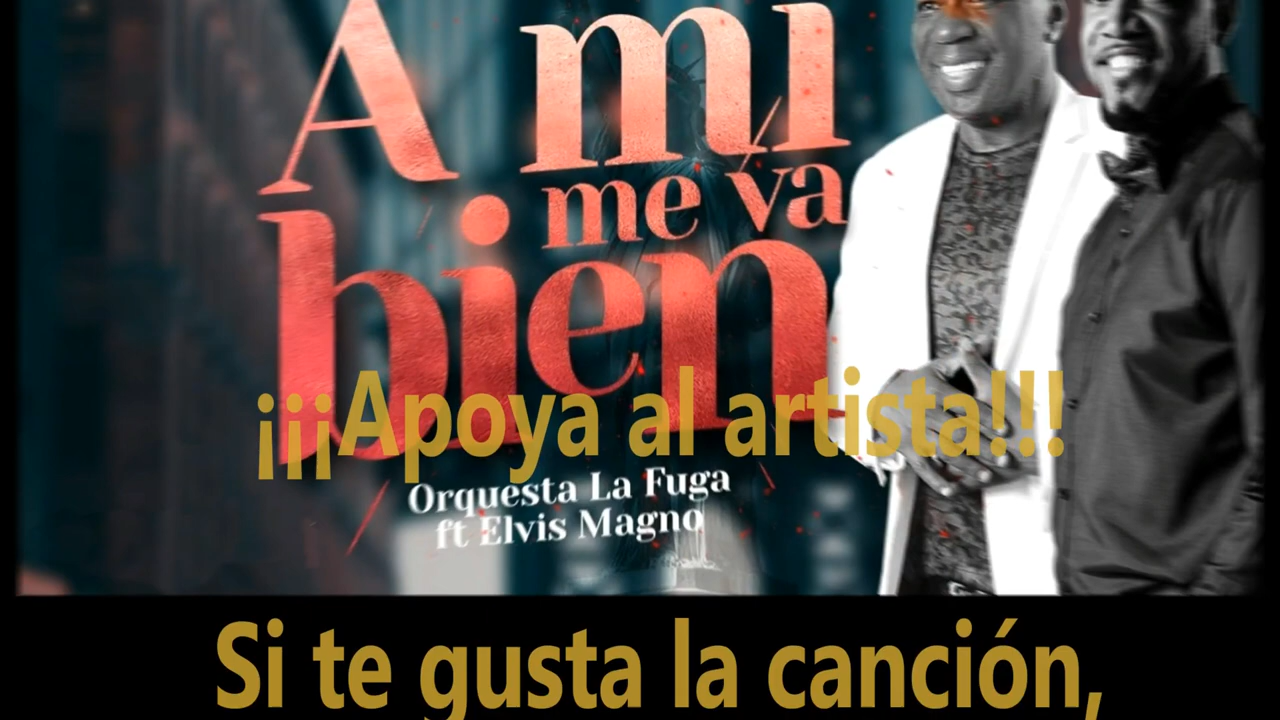 A mi
me va
bien
¡¡¡Apoya al artista!!!
Orquesta La Fuga
ft Elvis Magno
Si te gusta la canción,